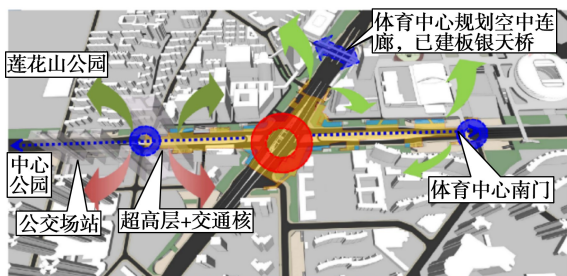 体育中心规划空中连
廊，已建板银天桥
莲花山公园
中心
公园
公交场站
超高层+交通核
体育中心南门